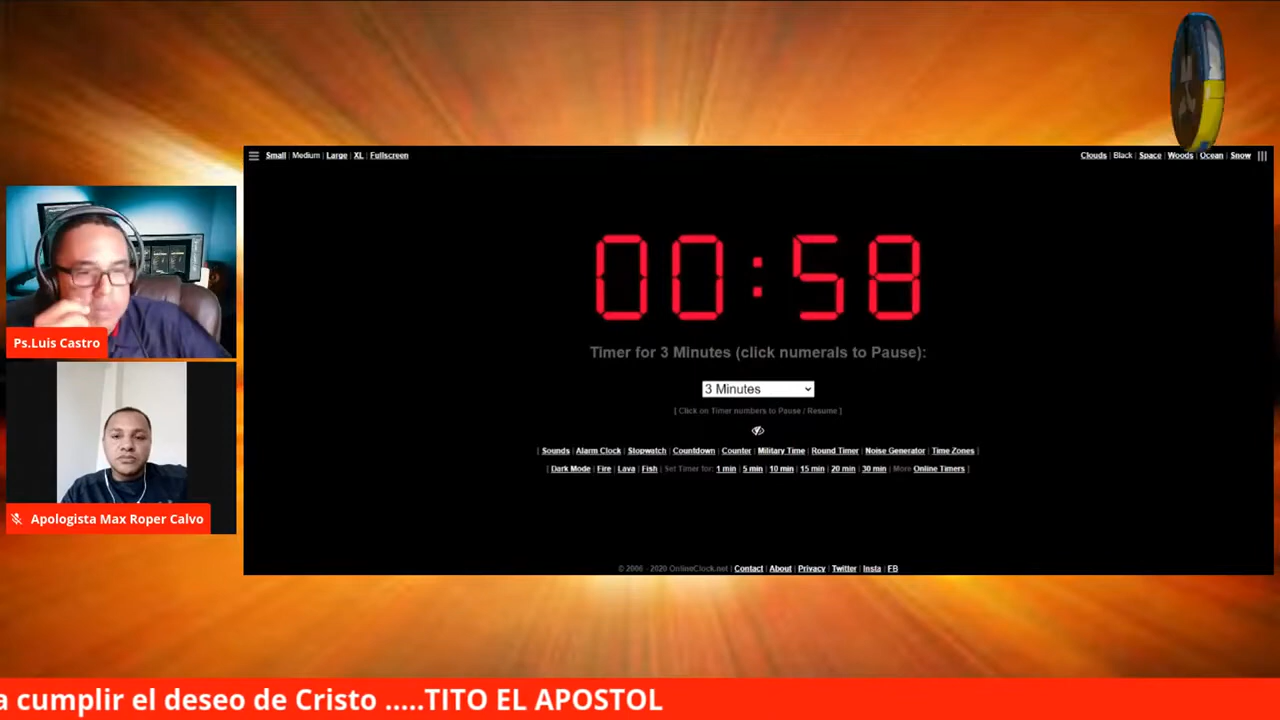 Small | Medium | Large | XL | Fullscreen
Clouds | Black | Space | Woods | Ocean | Snow
00:58
Timer for 3 Minutes (click numerals to Pause):
3 Minutes
[ Click on Timer numbers to Pause / Resume ]
| Sounds | Alarm Clock | Stopwatch | Countdown | Counter | Military Time | Round Timer | Noise Generator | Time Zones |
[ Dark Mode | Fire | Lava | Fish | Set Timer for: | 1 min | 5 min | 10 min | 15 min | 20 min | 30 min | More Online Timers ]
© 2006 - 2020 OnlineClock.net | Contact | About | Privacy | Twitter | Insta | FB
Ps.Luis Castro
Apologista Max Roper Calvo
a cumplir el deseo de Cristo .....TITO EL APOSTOL